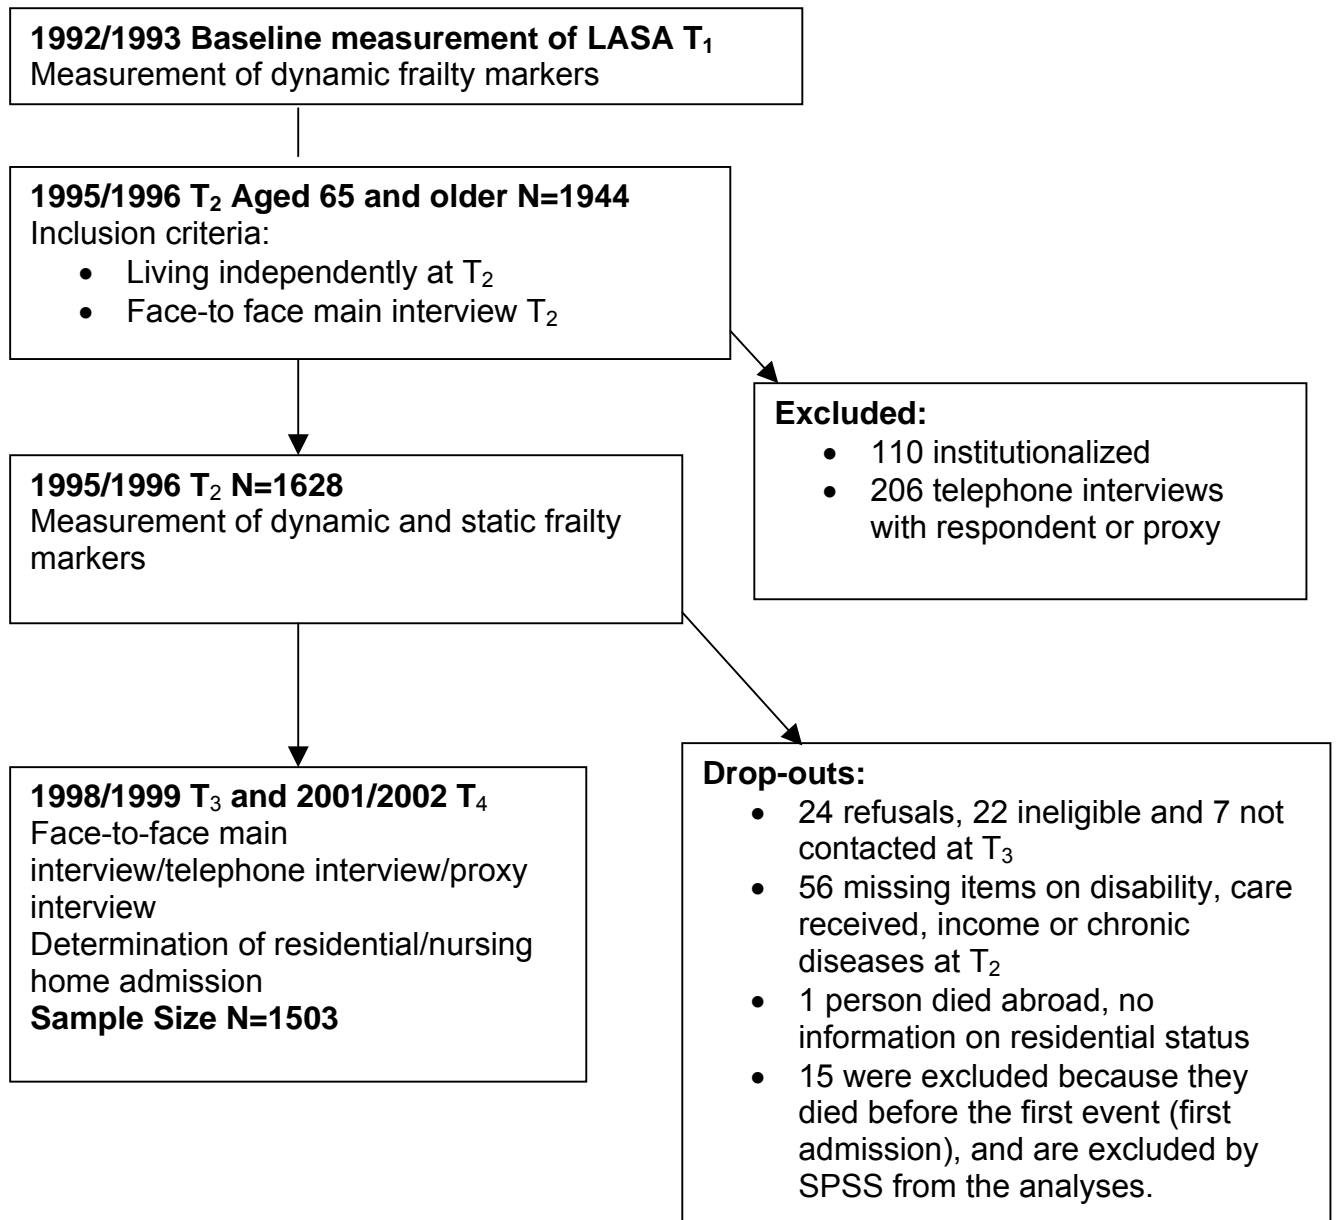 1992/1993 Baseline measurement of LASA T₁
Measurement of dynamic frailty markers
1995/1996 T₂ Aged 65 and older N=1944
Inclusion criteria:
• Living independently at T₂
• Face-to face main interview T₂
Excluded:
• 110 institutionalized
• 206 telephone interviews
with respondent or proxy
1995/1996 T₂ N=1628
Measurement of dynamic and static frailty
markers
1998/1999 T₃ and 2001/2002 T₄
Face-to-face main
interview/telephone interview/proxy
interview
Determination of residential/nursing
home admission
Sample Size N=1503
Drop-outs:
• 24 refusals, 22 ineligible and 7 not
contacted at T₃
• 56 missing items on disability, care
received, income or chronic
diseases at T₂
• 1 person died abroad, no
information on residential status
• 15 were excluded because they
died before the first event (first
admission), and are excluded by
SPSS from the analyses.